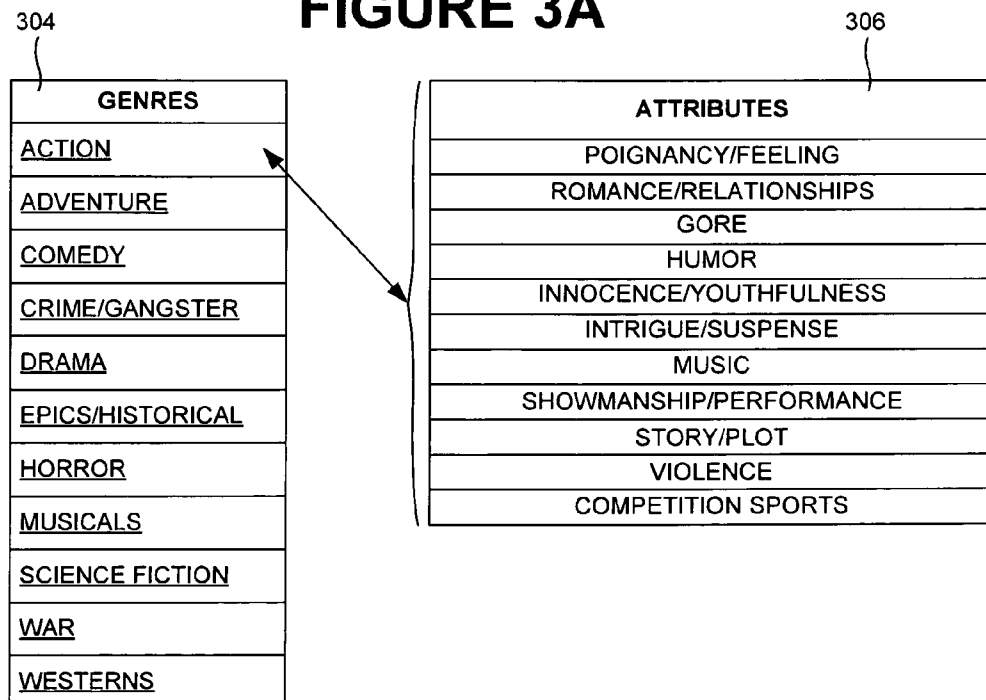 FIGURE 3A
304
306
GENRES
ACTION
ADVENTURE
COMEDY
CRIME/GANGSTER
DRAMA
EPICS/HISTORICAL
HORROR
MUSICALS
SCIENCE FICTION
WAR
WESTERNS
ATTRIBUTES
POIGNANCY/FEELING
ROMANCE/RELATIONSHIPS
GORE
HUMOR
INNOCENCE/YOUTHFULNESS
INTRIGUE/SUSPENSE
MUSIC
SHOWMANSHIP/PERFORMANCE
STORY/PLOT
VIOLENCE
COMPETITION SPORTS